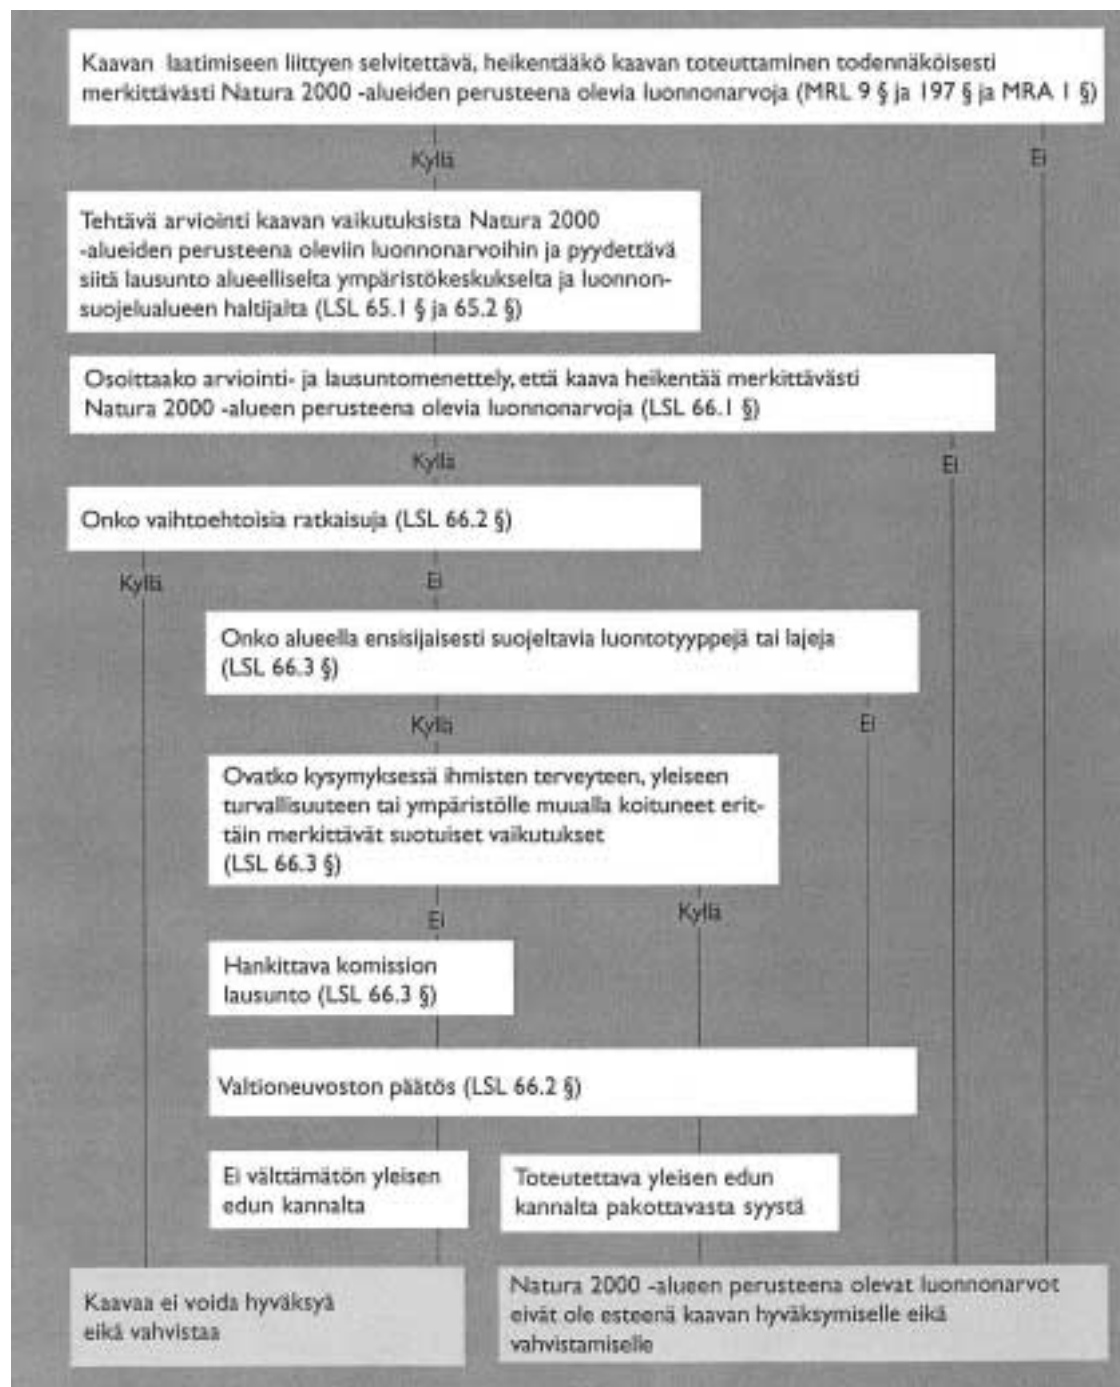 Kaavan laatimiseen liittyen selvitettävä, heikentääkö kaavan toteuttaminen todennäköisesti
merkittävästi Natura 2000 -alueiden perusteena olevia luonnonarvoja (MRL 9 § ja 197 § ja MRA 1 §)
Kyllä
Ei
Tehtävä arviointi kaavan vaikutuksista Natura 2000
-alueiden perusteena oleviin luonnonarvoihin ja pyydettävä
siitä lausunto alueelliselta ympäristökeskukselta ja luonnon-
suojelualueen haltijalta (LSL 65.1 § ja 65.2 §)
Osoittaako arviointi- ja lausuntomenettely, että kaava heikentää merkittävästi
Natura 2000 -alueen perusteena olevia luonnonarvoja (LSL 66.1 §)
Kyllä
Ei
Onko vaihtoehtoisia ratkaisuja (LSL 66.2 §)
Kyllä
Ei
Onko alueella ensisijaisesti suojeltavia luontotyyppejä tai lajeja
(LSL 66.3 §)
Kyllä
Ei
Ovatko kysymyksessä ihmisten terveyteen, yleiseen
turvallisuuteen tai ympäristölle muualla koituneet erit-
täin merkittävät suotuiset vaikutukset
(LSL 66.3 §)
Ei
Kyllä
Hankittava komission
lausunto (LSL 66.3 §)
Valtioneuvoston päätös (LSL 66.2 §)
Ei välttämätön yleisen
edun kannalta
Toteutettava yleisen edun
kannalta pakottavasta syystä
Kaavaa ei voida hyväksyä
eikä vahvistaa
Natura 2000 -alueen perusteena olevat luonnonarvot
eivät ole esteenä kaavan hyväksymiselle eikä
vahvistamiselle